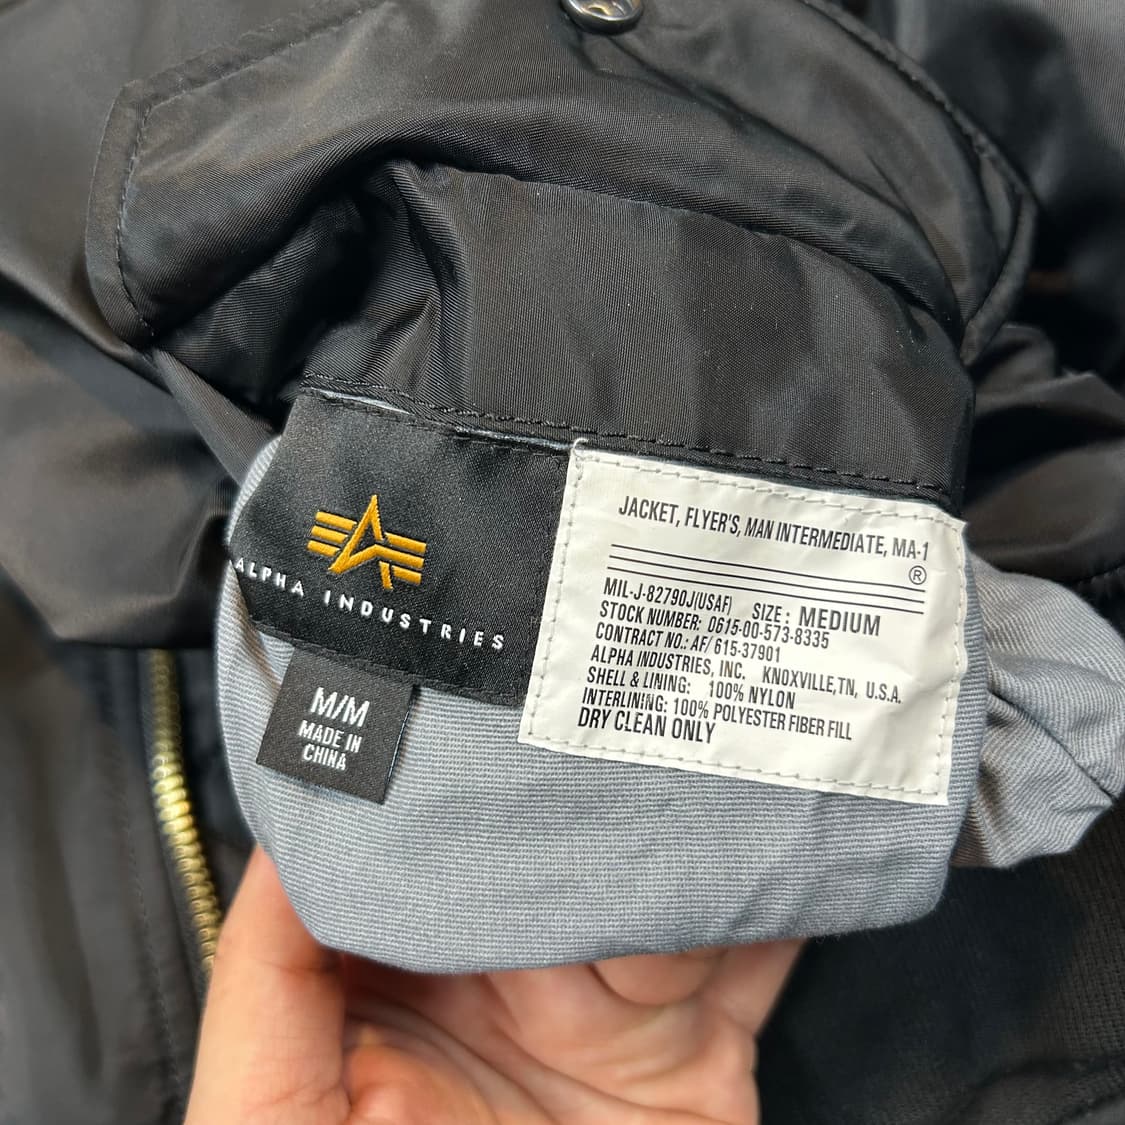 ALPHA INDUSTRIES
M/M
MADE IN
CHINA
JACKET, FLYER'S, MAN INTERMEDIATE, MA-1
®
MIL-J-82790J(USAF) SIZE: MEDIUM
STOCK NUMBER: 0615-00-573-8335
CONTRACT NO.: AF/ 615-37901
ALPHA INDUSTRIES, INC. KNOXVILLE,TN, U.S.A.
SHELL & LINING: 100% NYLON
INTERLINING: 100% POLYESTER FIBER FILL
DRY CLEAN ONLY